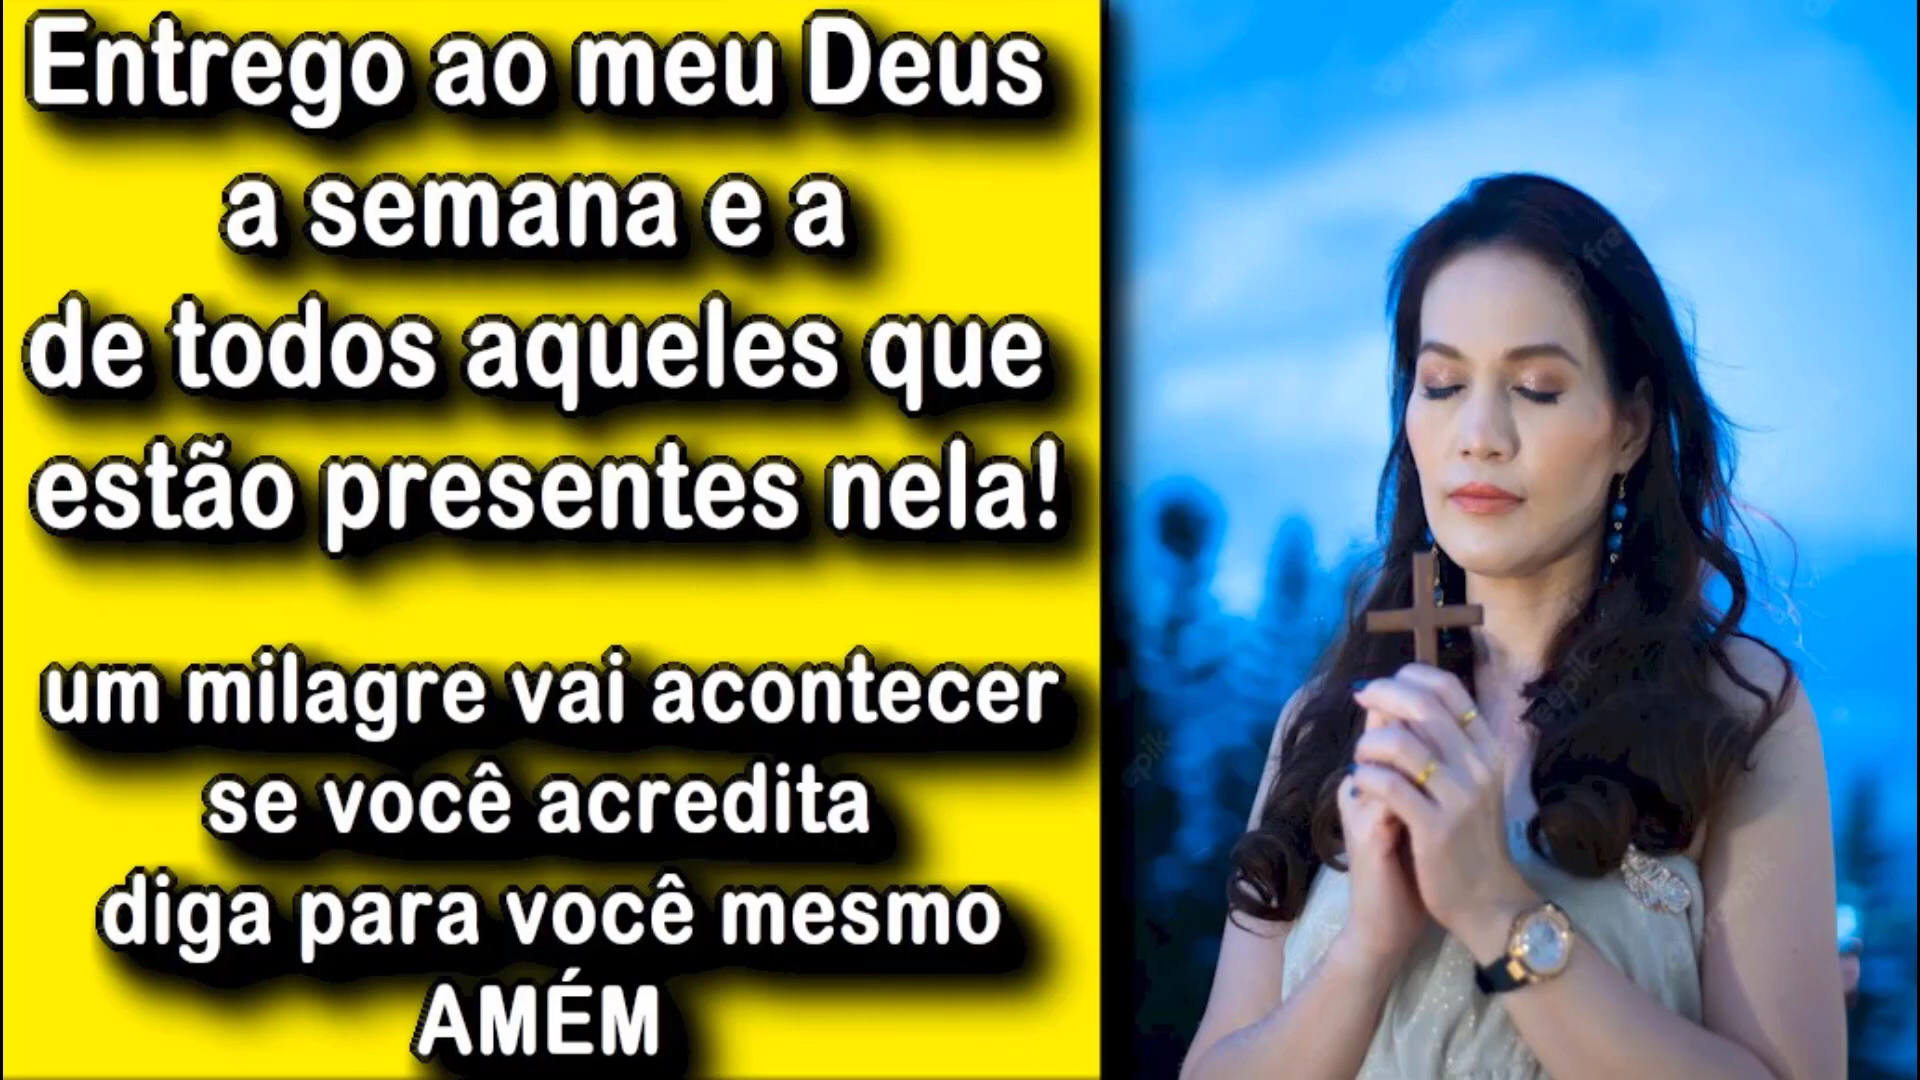 Entrego ao meu Deus
a semana e a
de todos aqueles que
estão presentes nela!
um milagre vai acontecer
se você acredita
diga para você mesmo
AMÉM